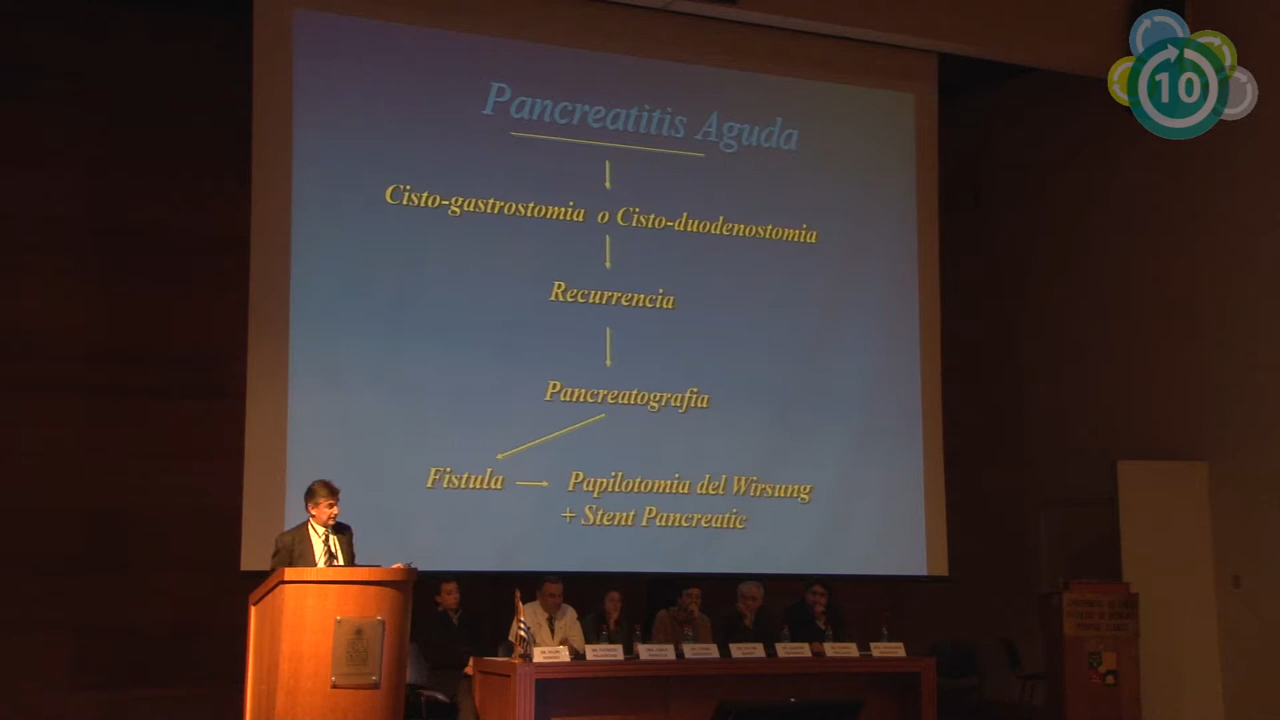 10
Pancreatitis Aguda
Cisto-gastrostomia o Cisto-duodenostomia
Recurrencia
Pancreatografia
Fistula
Papilotomia del Wirsung
+ Stent Pancreatic